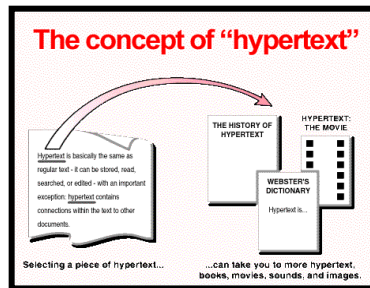 The concept of “hypertext”
Hypertext is basically the same as
regular text - it can be stored, read,
searched, or edited - with an important
exception: hypertext contains
connections within the text to other
documents.
THE HISTORY OF
HYPERTEXT
HYPERTEXT:
THE MOVIE
WEBSTER'S
DICTIONARY
Hypertext is...
Selecting a piece of hypertext...
...can take you to more hypertext,
books, movies, sounds, and images.